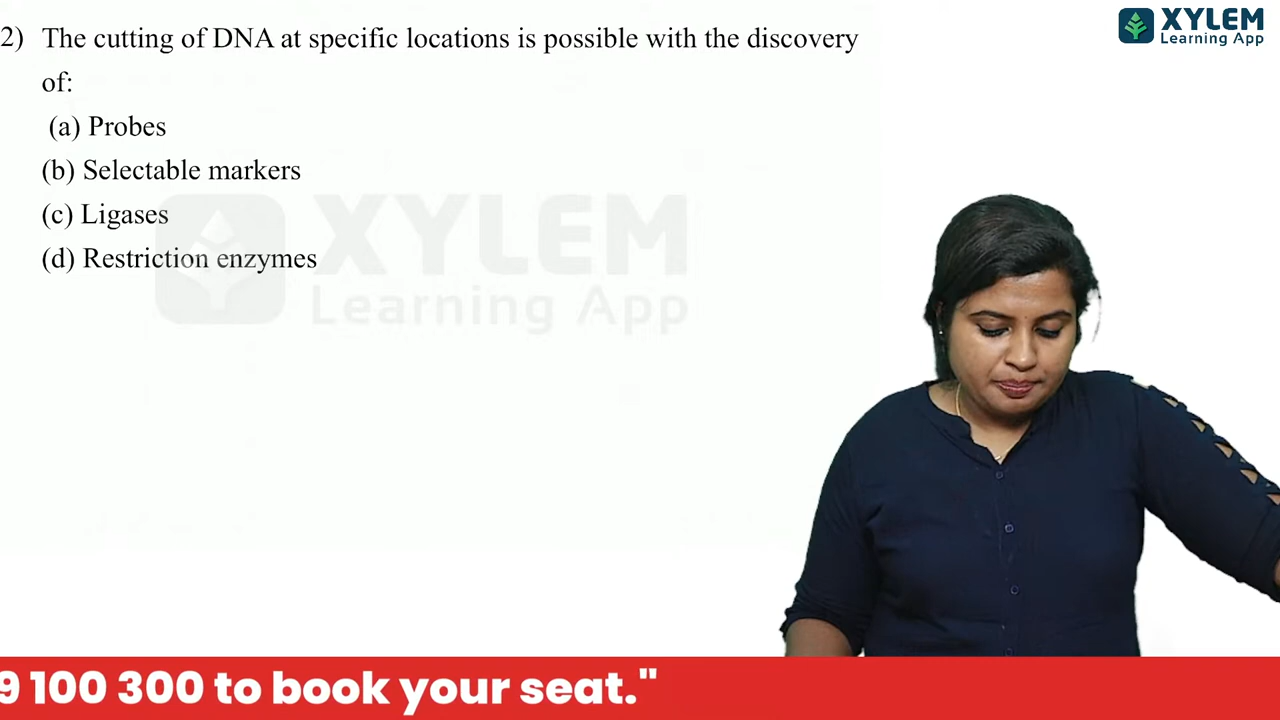 2) The cutting of DNA at specific locations is possible with the discovery
of:
(a) Probes
(b) Selectable markers
(c) Ligases
(d) Restriction enzymes
XYLEM
Learning App
XYLEM
Learning App
9 100 300 to book your seat."